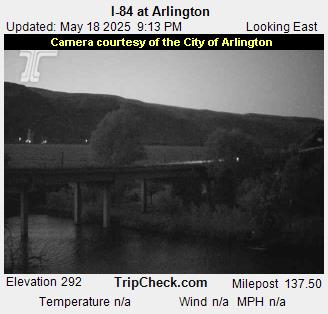 I-84 at Arlington
Updated: May 18 2025 9:13 PM Looking East
Camera courtesy of the City of Arlington
Elevation 292 TripCheck.com Milepost 137.50
Temperature n/a Wind n/a MPH n/a